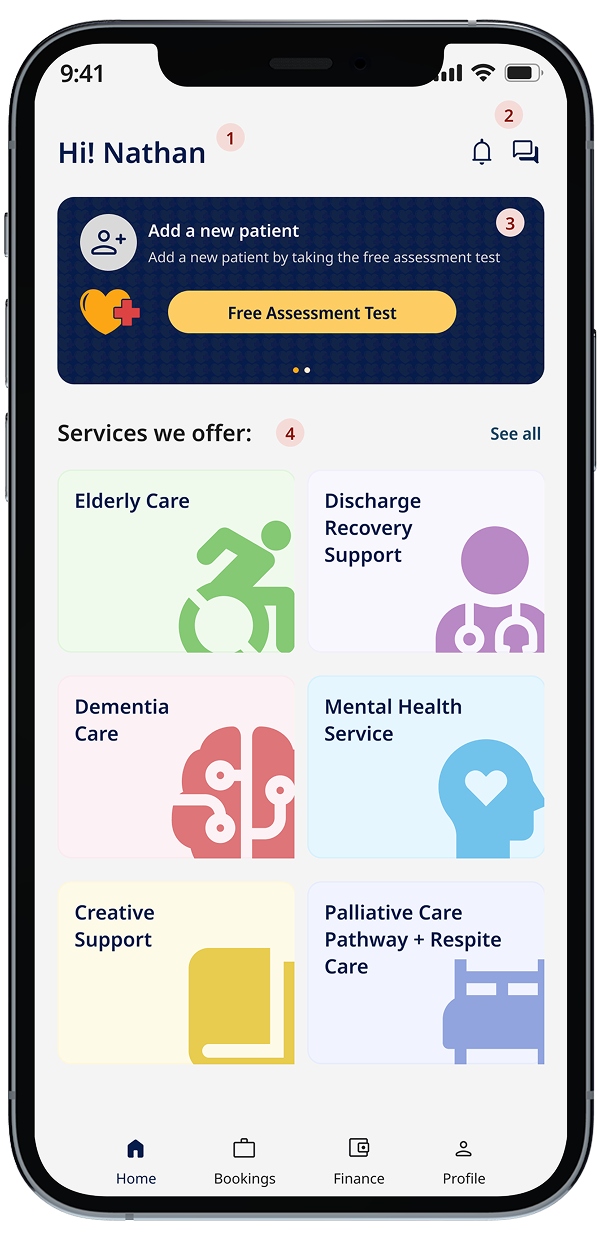 9:41
Hi! Nathan
1
2
3
Add a new patient
Add a new patient by taking the free assessment test
Free Assessment Test
Services we offer:
4
See all
Elderly Care
Discharge
Recovery
Support
Dementia
Care
Mental Health
Service
Creative
Support
Palliative Care
Pathway + Respite
Care
Home
Bookings
Finance
Profile